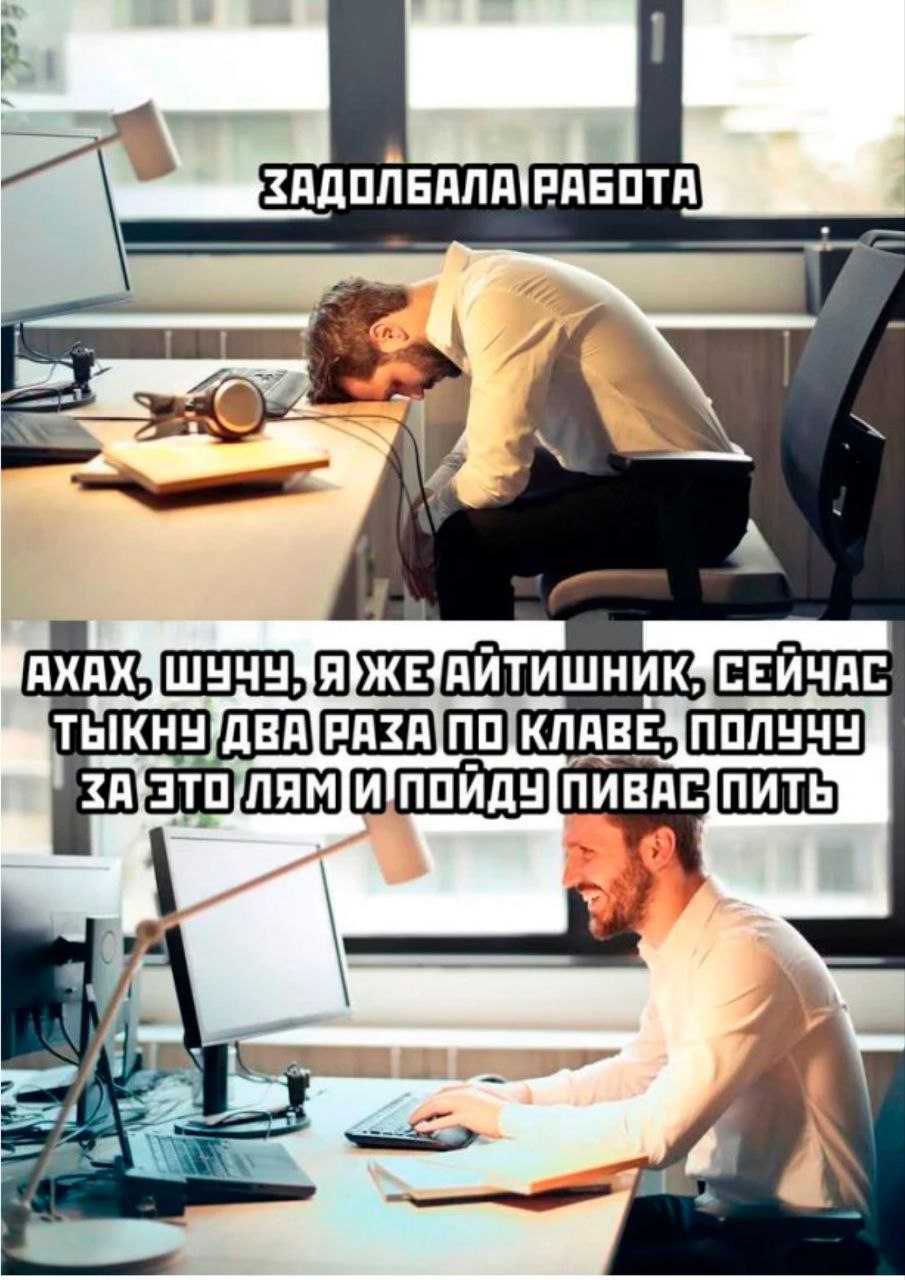 ЗАДОЛБАЛА РАБОТА
АХАХ, ШУЧУ, Я ЖЕ АЙТИШНИК, СЕЙЧАС
ТЫКНУ ДВА РАЗА ПО КЛАВЕ, ПОЛУЧУ
ЗА ЭТО ЛЯМ И ПОЙДУ ПИВАС ПИТЬ